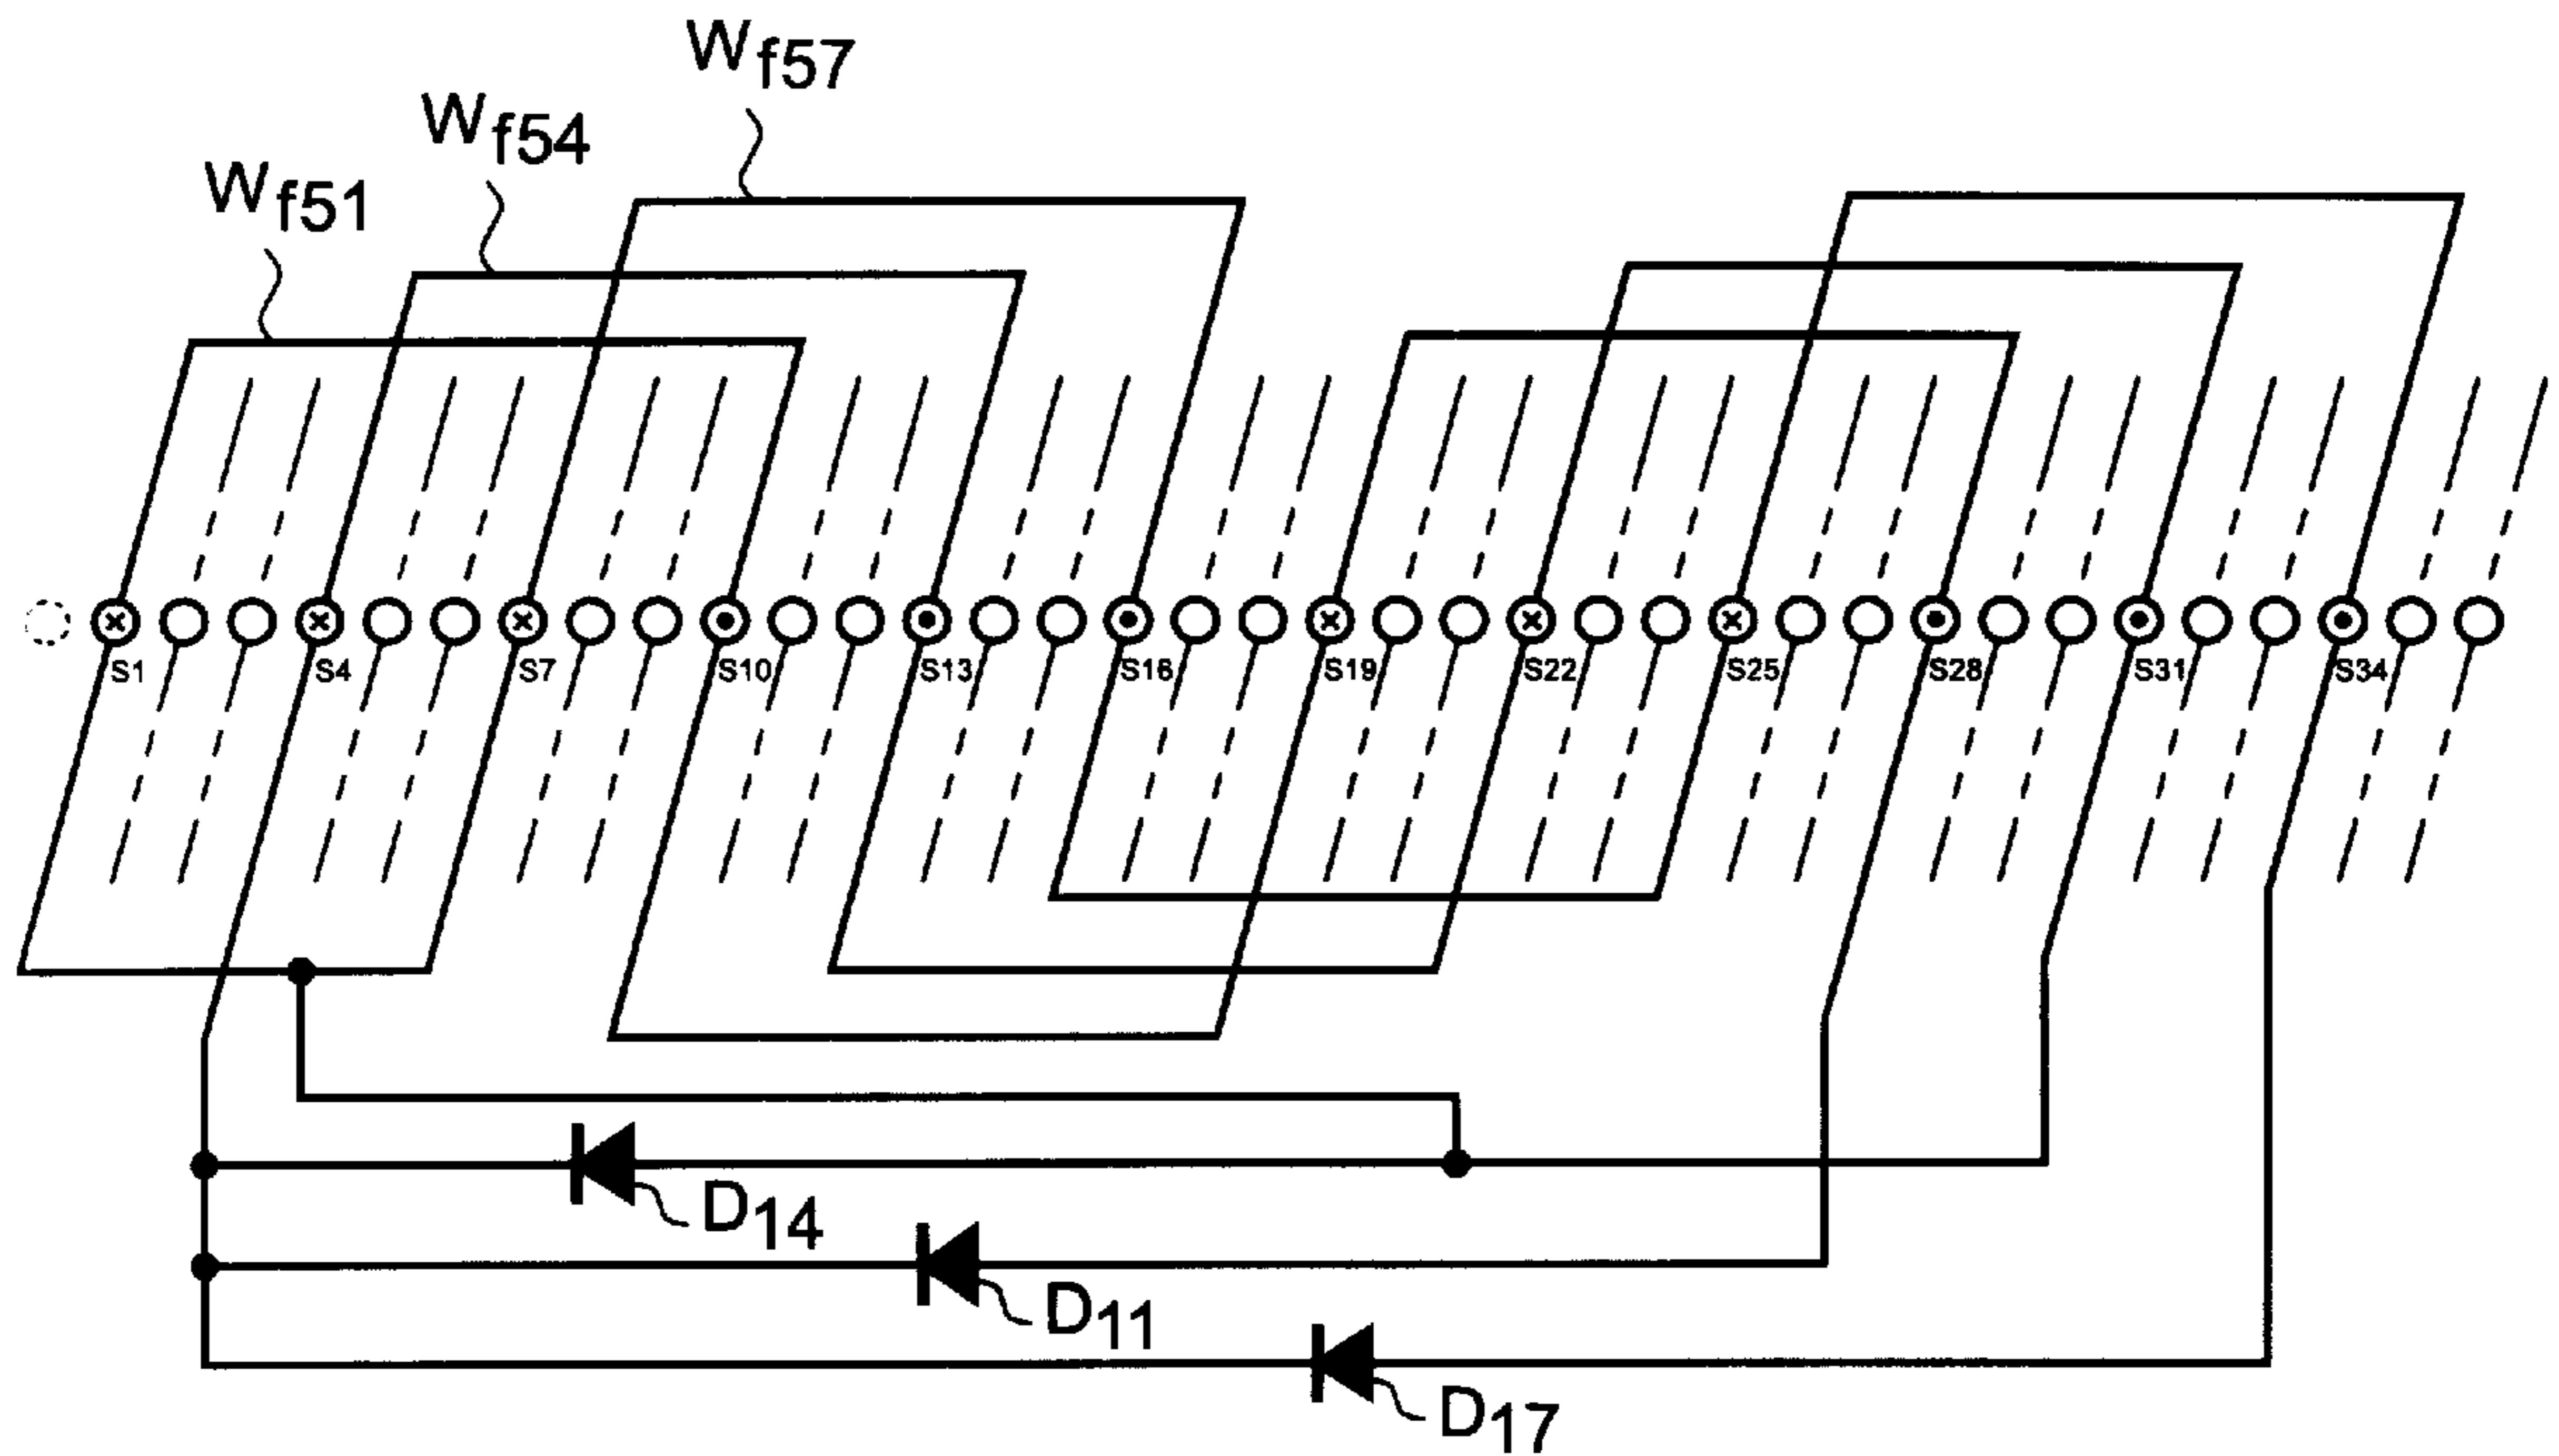 Wf57
Wf54
Wf51
S1 S4 S7 S10 S13 S16 S19 S22 S25 S28 S31 S34
D14
D11
D17